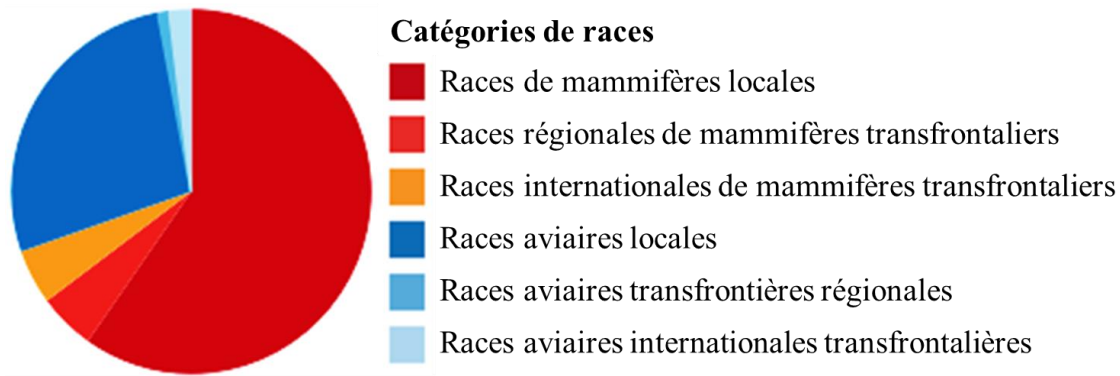 Catégories de races
Races de mammifères locales
Races régionales de mammifères transfrontaliers
Races internationales de mammifères transfrontaliers
Races aviaires locales
Races aviaires transfrontières régionales
Races aviaires internationales transfrontalières